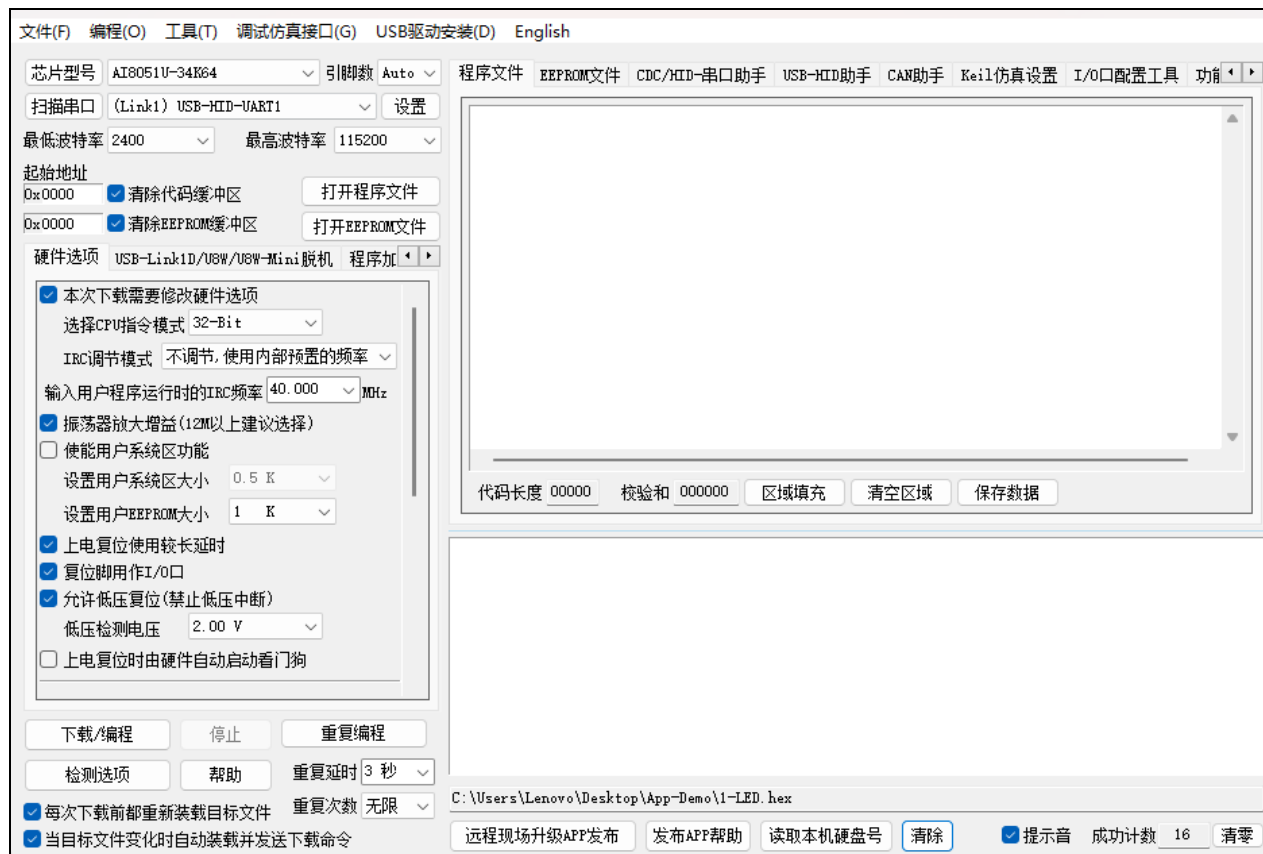 文件(F) 编程(O) 工具(T) 调试仿真接口(G) USB驱动安装(D) English
芯片型号 AI8051U-34K64 引脚数 Auto
扫描串口 (Link1) USB-HID-UART1 设置
最低波特率 2400 最高波特率 115200
起始地址
0x0000 清除代码缓冲区 打开程序文件
0x0000 清除EEPROM缓冲区 打开EEPROM文件
硬件选项 USB-Link1D/U8W/U8W-Mini脱机 程序加
本次下载需要修改硬件选项
选择CPU指令模式 32-Bit
IRC调节模式 不调节,使用内部预置的频率
输入用户程序运行时的IRC频率 40.000 MHz
振荡器放大增益(12M以上建议选择)
使能用户系统区功能
设置用户系统区大小 0.5 K
设置用户EEPROM大小 1 K
上电复位使用较长延时
复位脚用作I/O口
允许低压复位(禁止低压中断)
低压检测电压 2.00 V
上电复位时由硬件自动启动看门狗
下载/编程 停止 重复编程
检测选项 帮助 重复延时 3 秒
每次下载前都重新装载目标文件 重复次数 无限
当目标文件变化时自动装载并发送下载命令
程序文件 EEPROM文件 CDC/HID-串口助手 USB-HID助手 CAN助手 Keil仿真设置 I/O口配置工具 功能
代码长度 00000 校验和 000000 区域填充 清空区域 保存数据
C:\Users\Lenovo\Desktop\App-Demo\1-LED.hex
远程现场升级APP发布 发布APP帮助 读取本机硬盘号 清除 提示音 成功计数 16 清零